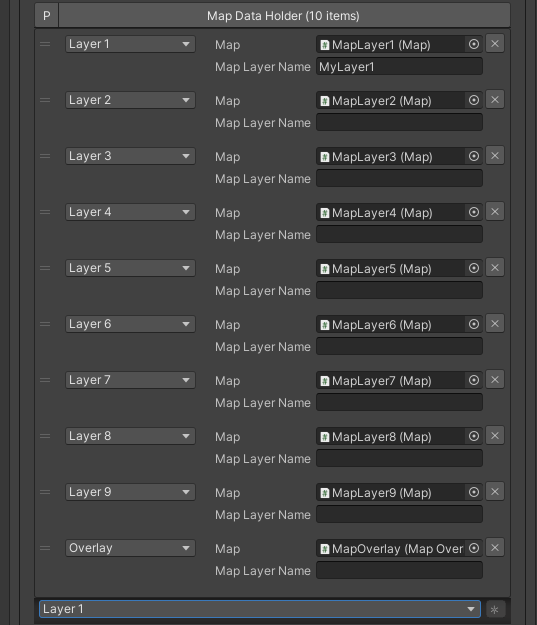 P Map Data Holder (10 items)
Layer 1 Map MapLayer1 (Map)
Map Layer Name MyLayer1
Layer 2 Map MapLayer2 (Map)
Map Layer Name
Layer 3 Map MapLayer3 (Map)
Map Layer Name
Layer 4 Map MapLayer4 (Map)
Map Layer Name
Layer 5 Map MapLayer5 (Map)
Map Layer Name
Layer 6 Map MapLayer6 (Map)
Map Layer Name
Layer 7 Map MapLayer7 (Map)
Map Layer Name
Layer 8 Map MapLayer8 (Map)
Map Layer Name
Layer 9 Map MapLayer9 (Map)
Map Layer Name
Overlay Map MapOverlay (Map Over
Map Layer Name
Layer 1